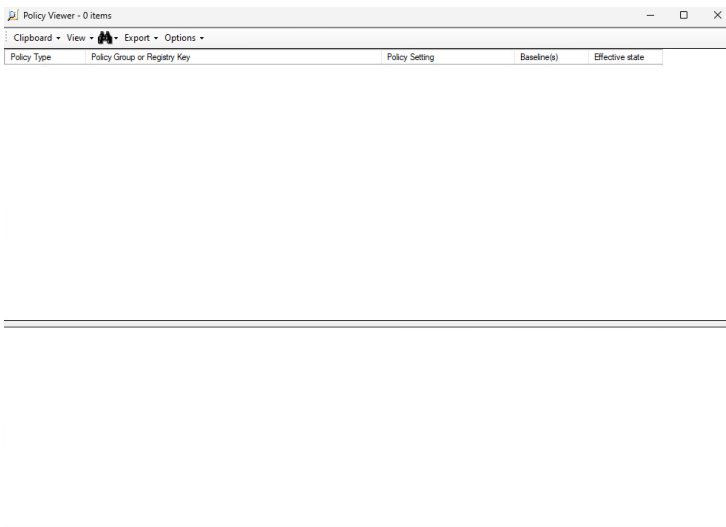 Policy Viewer - 0 items
Clipboard View Export Options
Policy Type Policy Group or Registry Key Policy Setting Baseline(s) Effective state